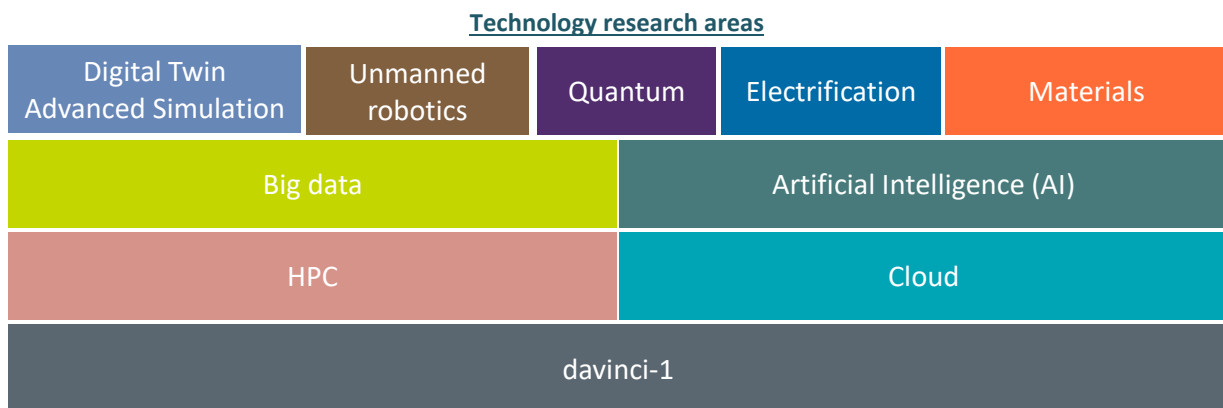 Technology research areas
Digital Twin
Advanced Simulation
Unmanned
robotics
Quantum
Electrification
Materials
Big data
Artificial Intelligence (AI)
HPC
Cloud
davinci-1